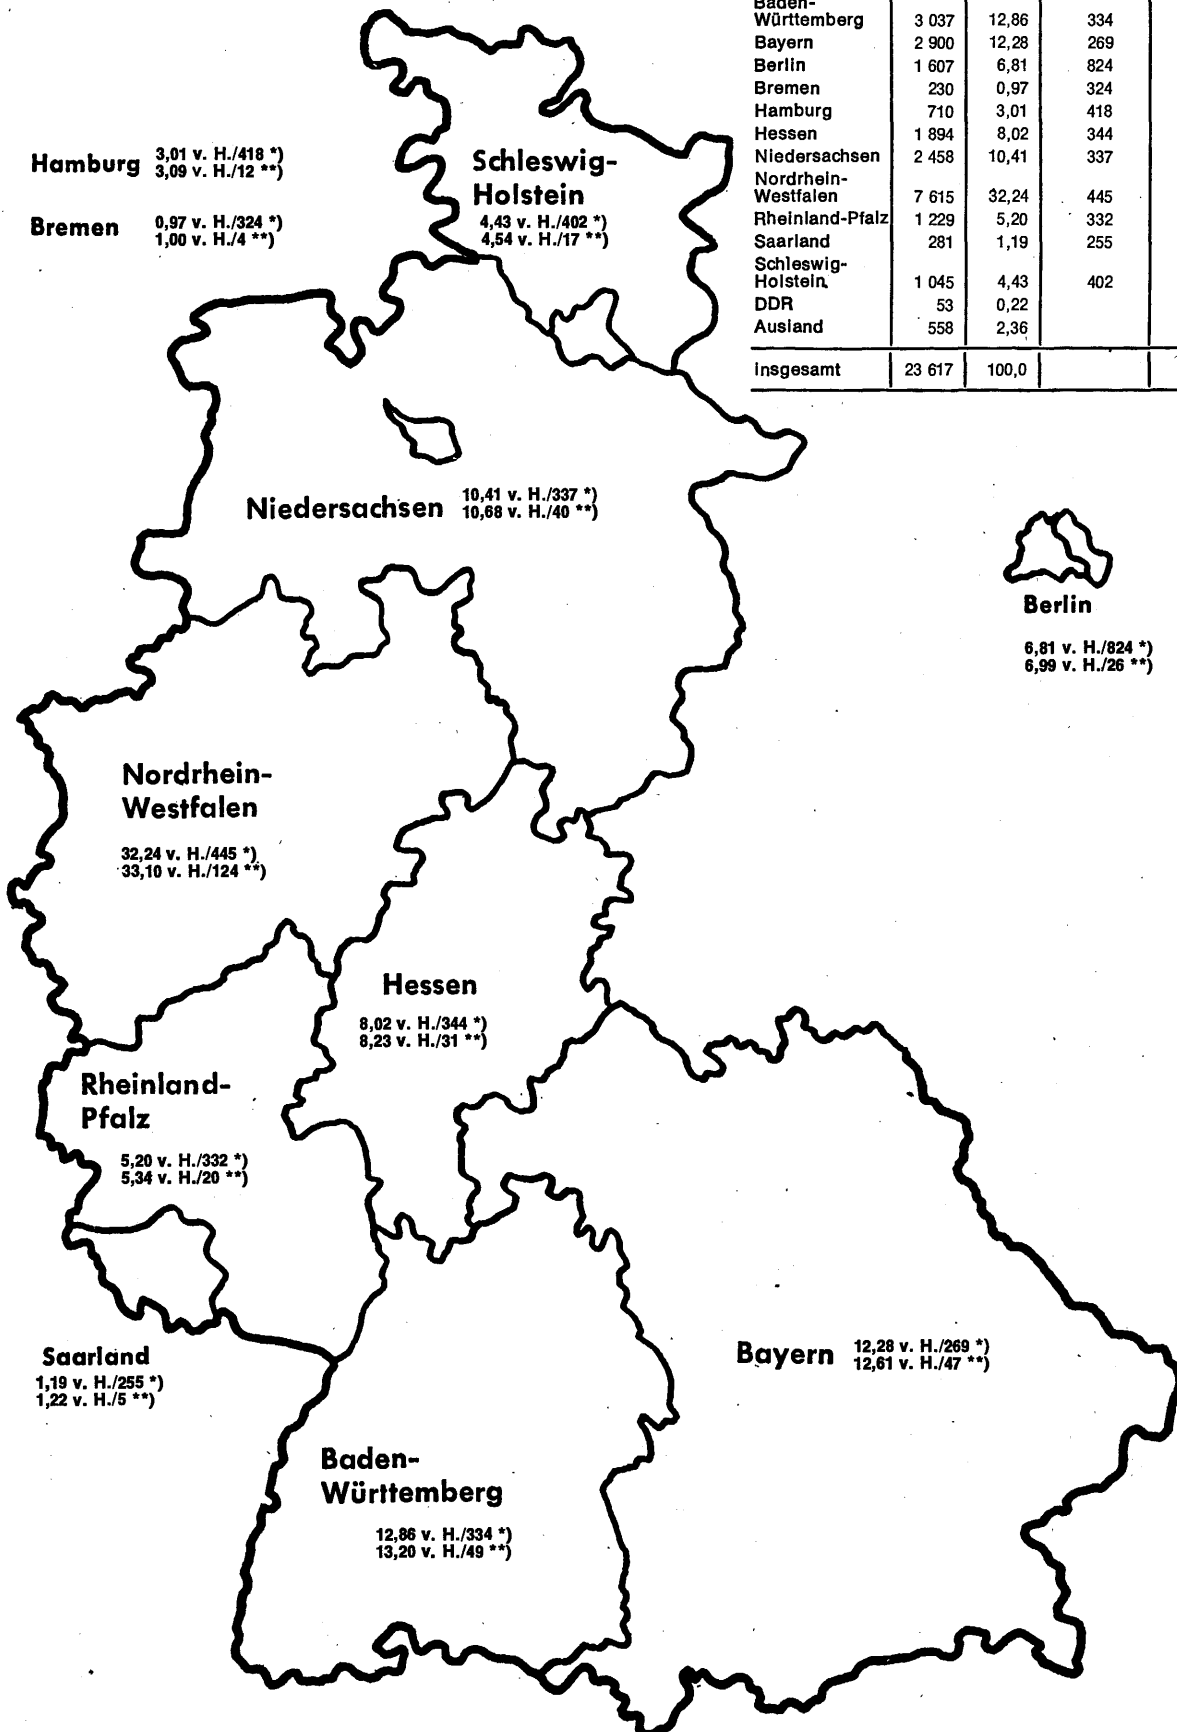 Baden-
Württemberg 3 037 12,86 334
Bayern 2 900 12,28 269
Berlin 1 607 6,81 824
Bremen 230 0,97 324
Hamburg 710 3,01 418
Hessen 1 894 8,02 344
Niedersachsen 2 458 10,41 337
Nordrhein-
Westfalen 7 615 32,24 445
Rheinland-Pfalz 1 229 5,20 332
Saarland 281 1,19 255
Schleswig-
Holstein 1 045 4,43 402
DDR 53 0,22
Ausland 558 2,36
insgesamt 23 617 100,0
Hamburg 3,01 v. H./418 *)
3,09 v. H./12 **)
Bremen 0,97 v. H./324 *)
1,00 v. H./4 **)
Schleswig-
Holstein
4,43 v. H./402 *)
4,54 v. H./17 **)
Niedersachsen 10,41 v. H./337 *)
10,68 v. H./40 **)
Berlin
6,81 v. H./824 *)
6,99 v. H./26 **)
Nordrhein-
Westfalen
32,24 v. H./445 *)
33,10 v. H./124 **)
Hessen
8,02 v. H./344 *)
8,23 v. H./31 **)
Rheinland-
Pfalz
5,20 v. H./332 *)
5,34 v. H./20 **)
Saarland
1,19 v. H./255 *)
1,22 v. H./5 **)
Bayern 12,28 v. H./269 *)
12,61 v. H./47 **)
Baden-
Württemberg
12,86 v. H./334 *)
13,20 v. H./49 **)